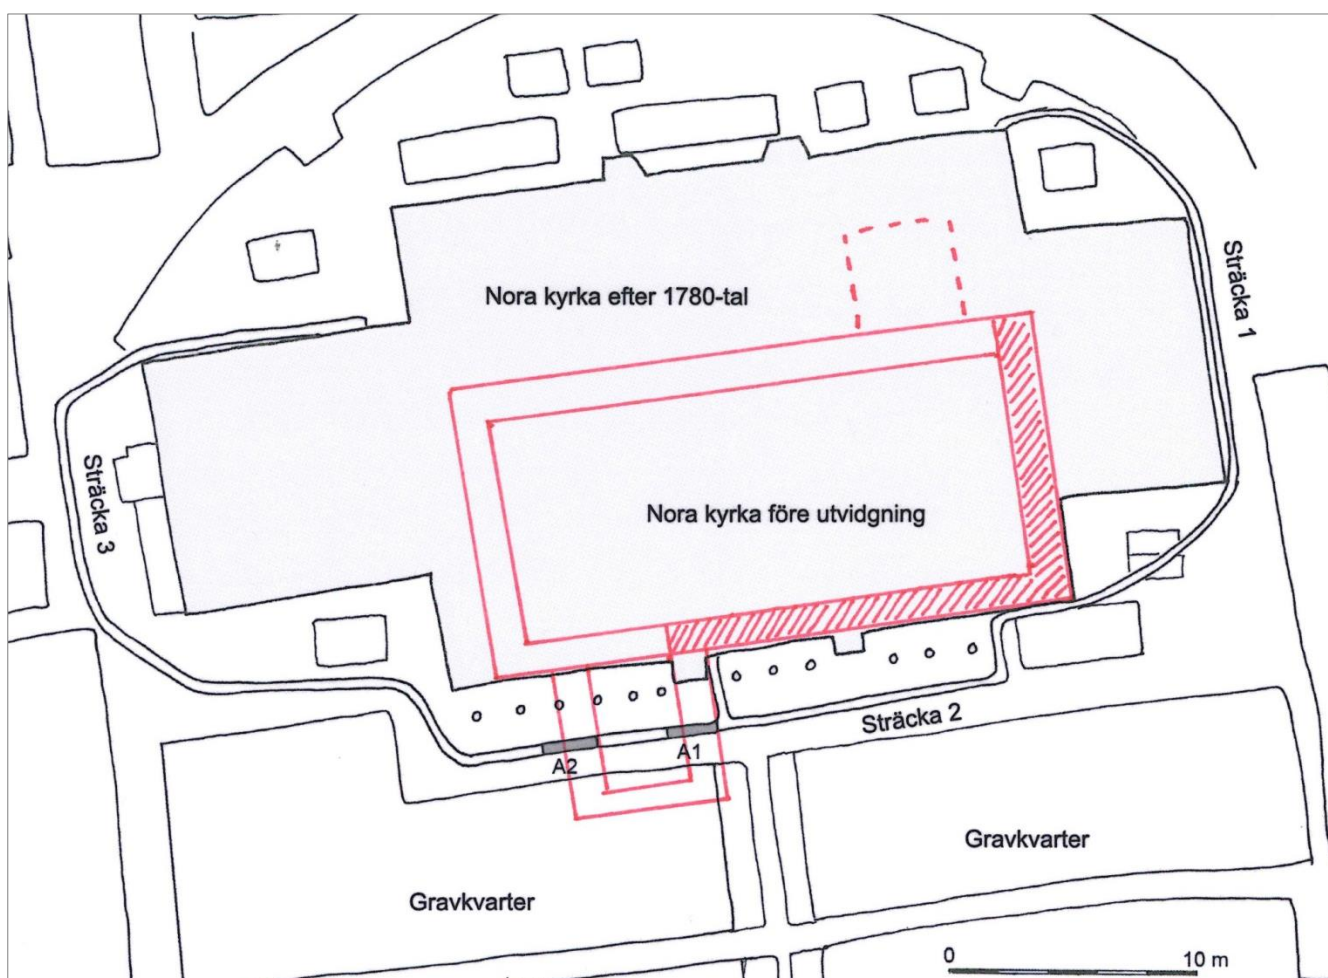 Nora kyrka efter 1780-tal
Sträcka 1
Nora kyrka före utvidgning
Sträcka 3
Sträcka 2
A1
A2
Gravkvarter
Gravkvarter
0 10 m